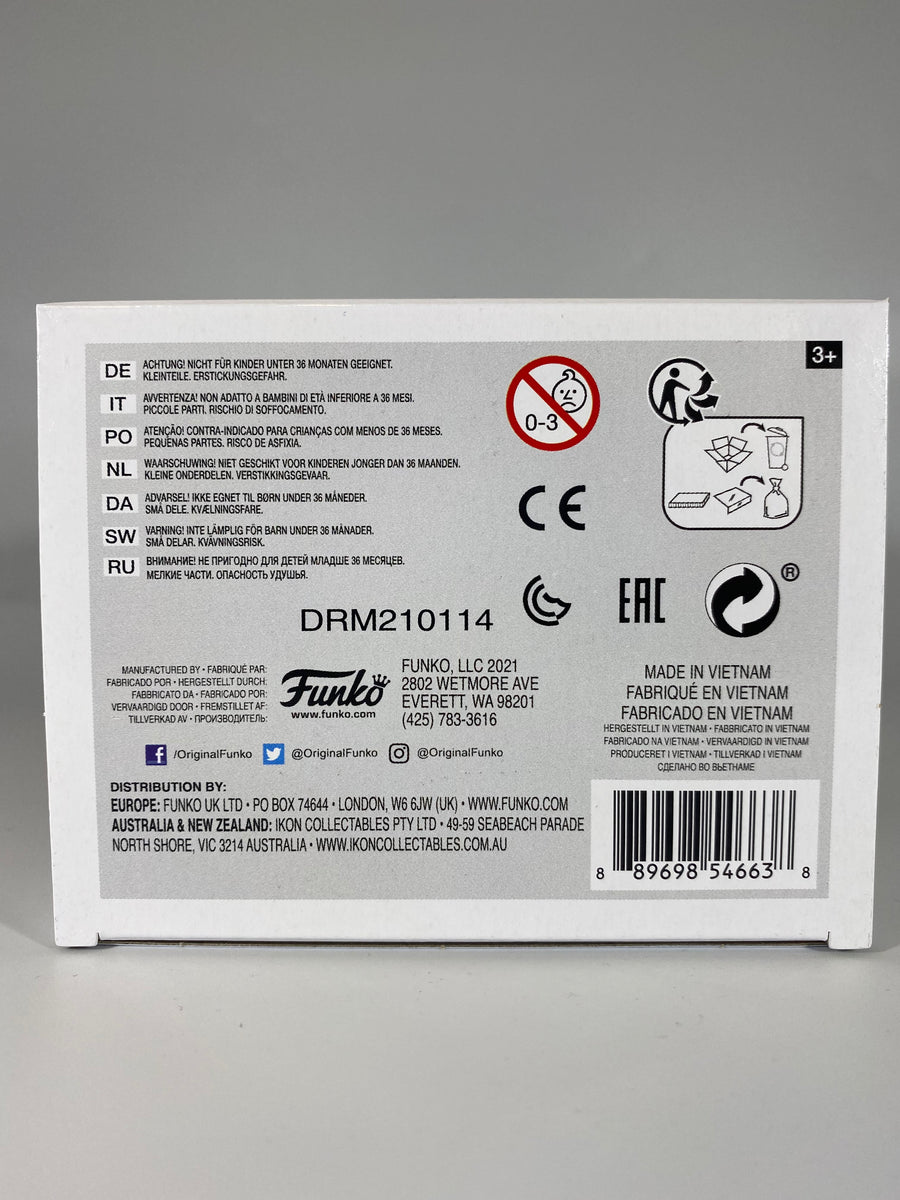 3+
DE ACHTUNG! NICHT FÜR KINDER UNTER 36 MONATEN GEEIGNET.
KLEINTEILE. ERSTICKUNGSGEFAHR.
IT AVVERTENZA! NON ADATTO A BAMBINI DI ETÀ INFERIORE A 36 MESI.
PICCOLE PARTI. RISCHIO DI SOFFOCAMENTO.
PO ATENÇÃO! CONTRA-INDICADO PARA CRIANÇAS COM MENOS DE 36 MESES.
PEQUENAS PARTES. RISCO DE ASFIXIA.
NL WAARSCHUWING! NIET GESCHIKT VOOR KINDEREN JONGER DAN 36 MAANDEN.
KLEINE ONDERDELEN. VERSTIKKINGSGEVAAR.
DA ADVARSEL! IKKE EGNET TIL BØRN UNDER 36 MÅNEDER.
SMÅ DELE. KVÆLNINGSFARE.
SW VARNING! INTE LÄMPLIG FÖR BARN UNDER 36 MÅNADER.
SMÅ DELAR. KVÄVNINGSRISK.
RU ВНИМАНИЕ! НЕ ПРИГОДНО ДЛЯ ДЕТЕЙ МЛАДШЕ 36 МЕСЯЦЕВ.
МЕЛКИЕ ЧАСТИ. ОПАСНОСТЬ УДУШЬЯ.
0-3
CE
EAC
®
DRM210114
MANUFACTURED BY • FABRIQUÉ PAR:
FABRICADO POR • HERGESTELLT DURCH:
FABBRICATO DA • FABRICADO POR:
VERVAARDIGD DOOR • FREMSTILLET AF:
TILLVERKAD AV • ПРОИЗВОДИТЕЛЬ:
Funko
www.funko.com
FUNKO, LLC 2021
2802 WETMORE AVE
EVERETT, WA 98201
(425) 783-3616
MADE IN VIETNAM
FABRIQUÉ EN VIETNAM
FABRICADO EN VIETNAM
HERGESTELLT IN VIETNAM • FABBRICATO IN VIETNAM
FABRICADO NA VIETNAM • VERVAARDIGD IN VIETNAM
PRODUCERET I VIETNAM • TILLVERKAD I VIETNAM
СДЕЛАНО ВО ВЬЕТНАМЕ
f /OriginalFunko @OriginalFunko @OriginalFunko
DISTRIBUTION BY:
EUROPE: FUNKO UK LTD • PO BOX 74644 • LONDON, W6 6JW (UK) • WWW.FUNKO.COM
AUSTRALIA & NEW ZEALAND: IKON COLLECTABLES PTY LTD • 49-59 SEABEACH PARADE
NORTH SHORE, VIC 3214 AUSTRALIA • WWW.IKONCOLLECTABLES.COM.AU
8 89698 54663 8